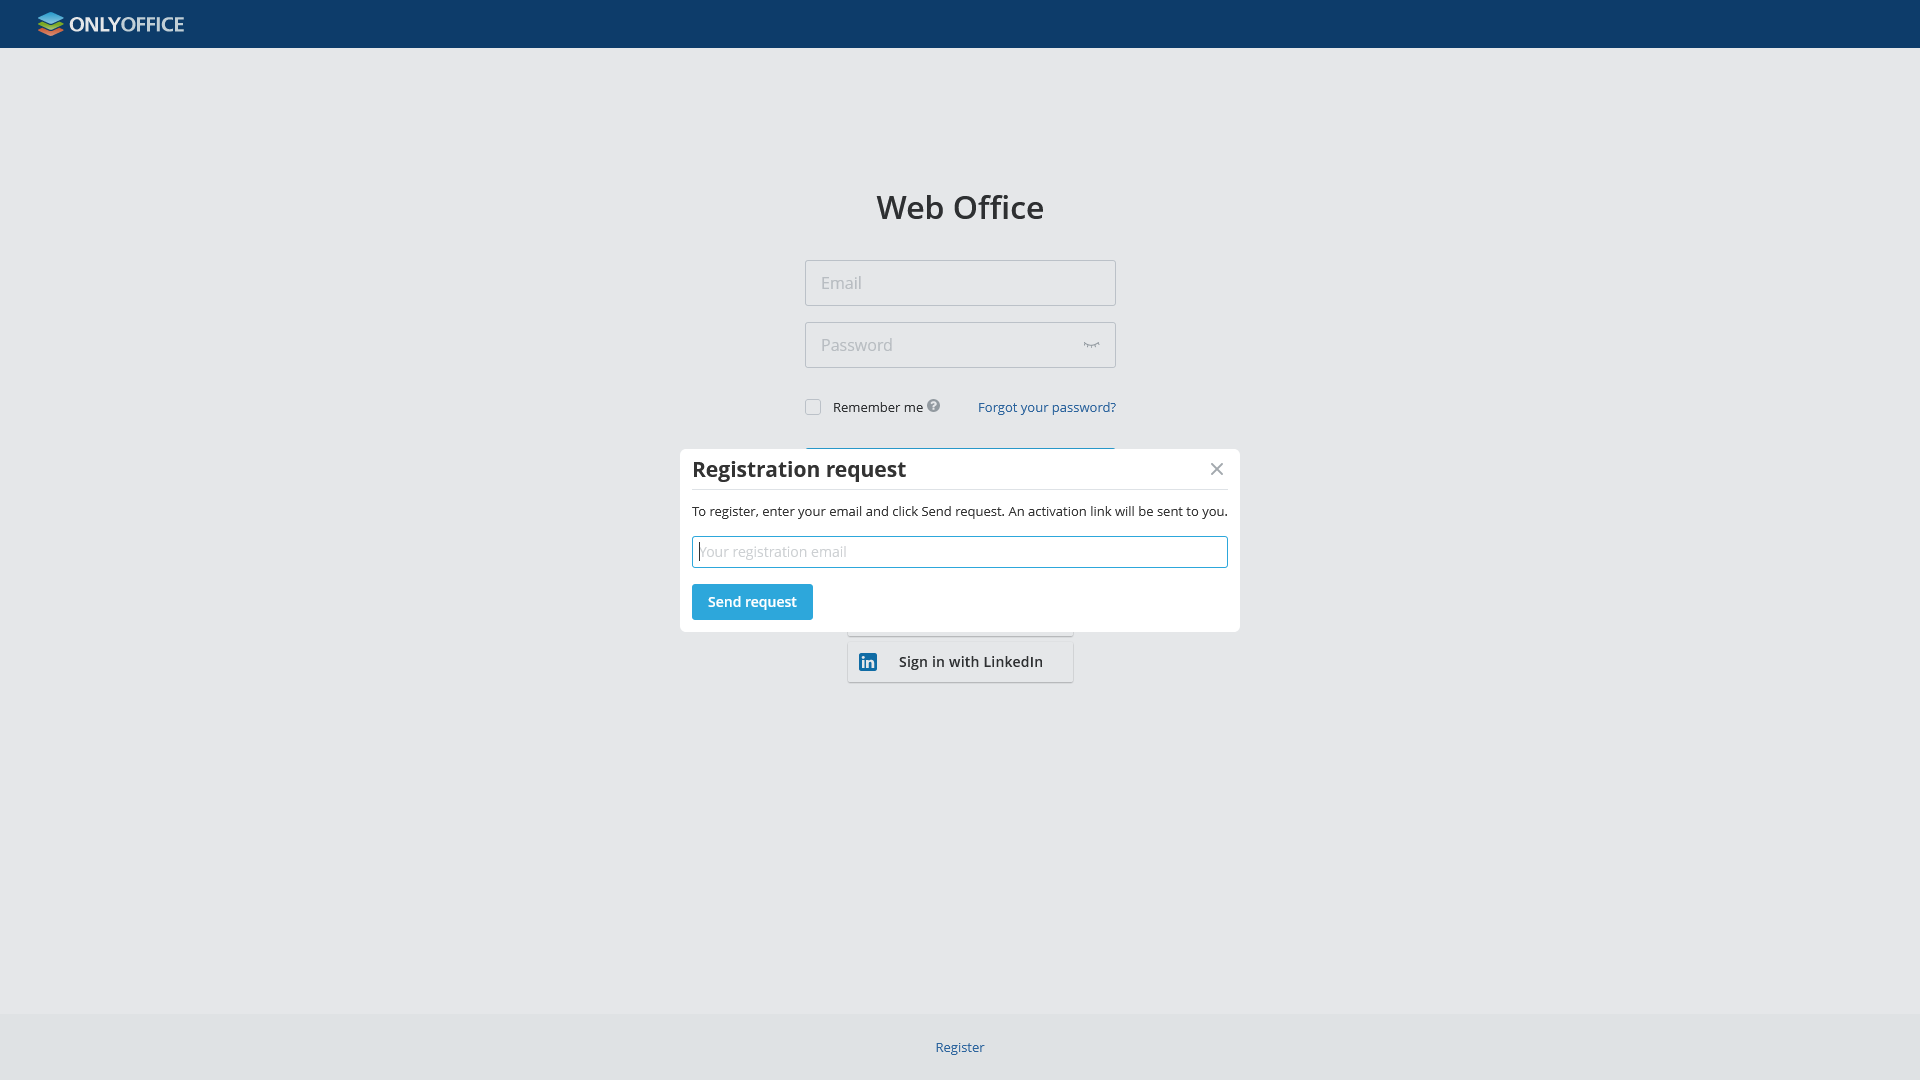 ONLYOFFICE
Web Office
Email
Password
Remember me ?
Forgot your password?
Registration request
To register, enter your email and click Send request. An activation link will be sent to you.
Your registration email
Send request
in Sign in with LinkedIn
Register